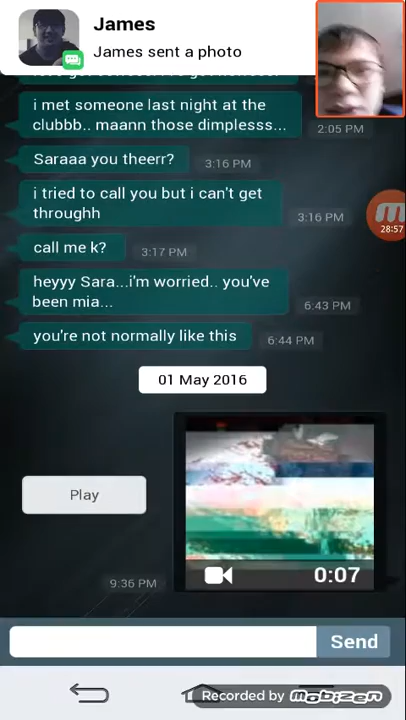 James
James sent a photo
i met someone last night at the
clubbb.. maann those dimplesss...
2:05 PM
Saraaa you theerr?
3:16 PM
i tried to call you but i can't get
throughh
3:16 PM
28:57
call me k?
3:17 PM
heyyy Sara...i'm worried.. you've
been mia...
6:43 PM
you're not normally like this
6:44 PM
01 May 2016
Play
0:07
9:36 PM
Send
Recorded by mobizen